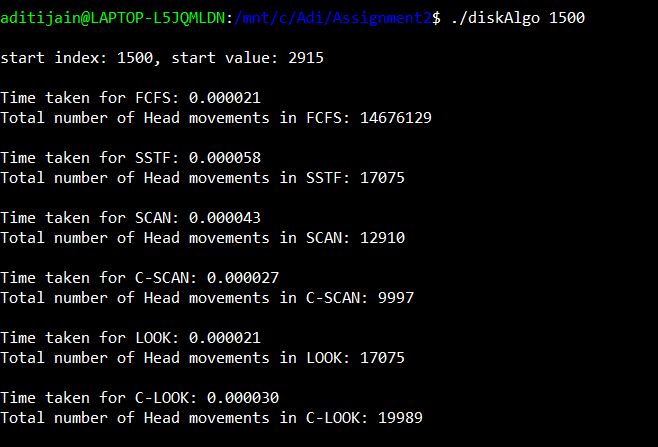 aditijain@LAPTOP-L5JQMLDN:/mnt/c/Adi/Assignment2$ ./diskAlgo 1500
start index: 1500, start value: 2915
Time taken for FCFS: 0.000021
Total number of Head movements in FCFS: 14676129
Time taken for SSTF: 0.000058
Total number of Head movements in SSTF: 17075
Time taken for SCAN: 0.000043
Total number of Head movements in SCAN: 12910
Time taken for C-SCAN: 0.000027
Total number of Head movements in C-SCAN: 9997
Time taken for LOOK: 0.000021
Total number of Head movements in LOOK: 17075
Time taken for C-LOOK: 0.000030
Total number of Head movements in C-LOOK: 19989